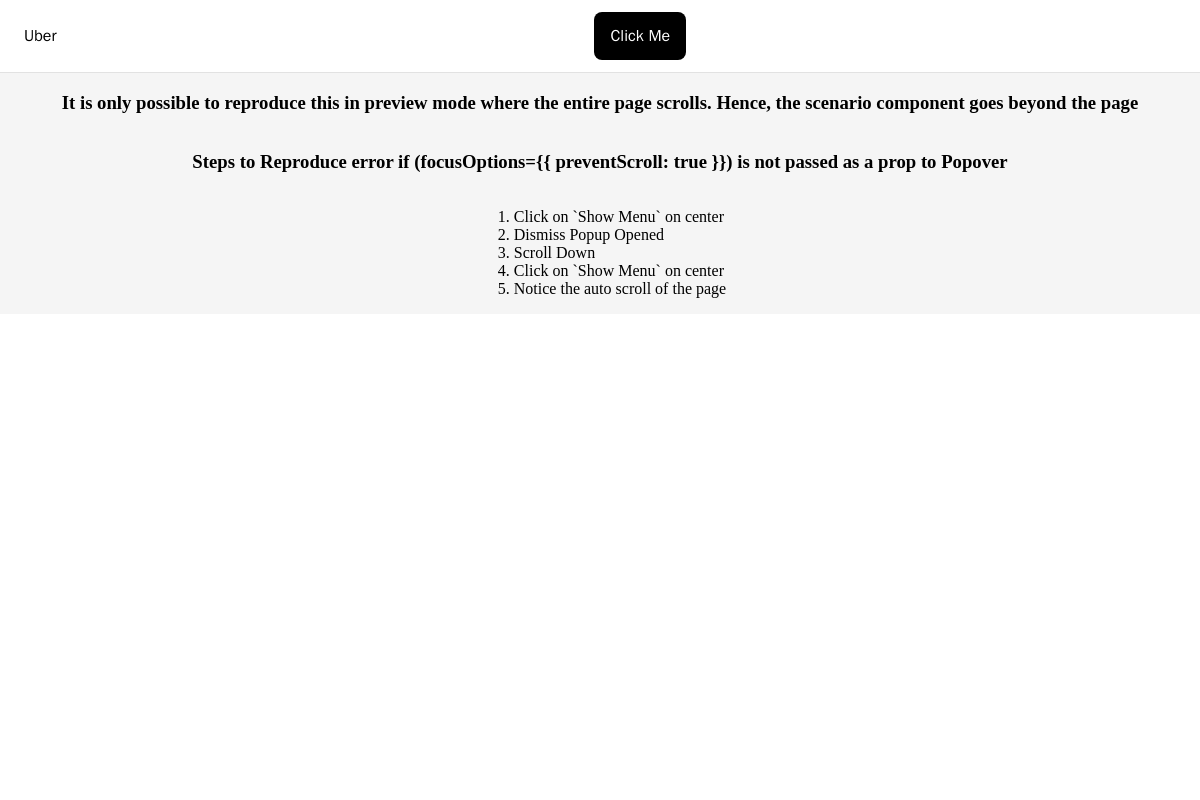 Uber
Click Me
It is only possible to reproduce this in preview mode where the entire page scrolls. Hence, the scenario component goes beyond the page
Steps to Reproduce error if (focusOptions={{ preventScroll: true }}) is not passed as a prop to Popover
1. Click on `Show Menu` on center
2. Dismiss Popup Opened
3. Scroll Down
4. Click on `Show Menu` on center
5. Notice the auto scroll of the page